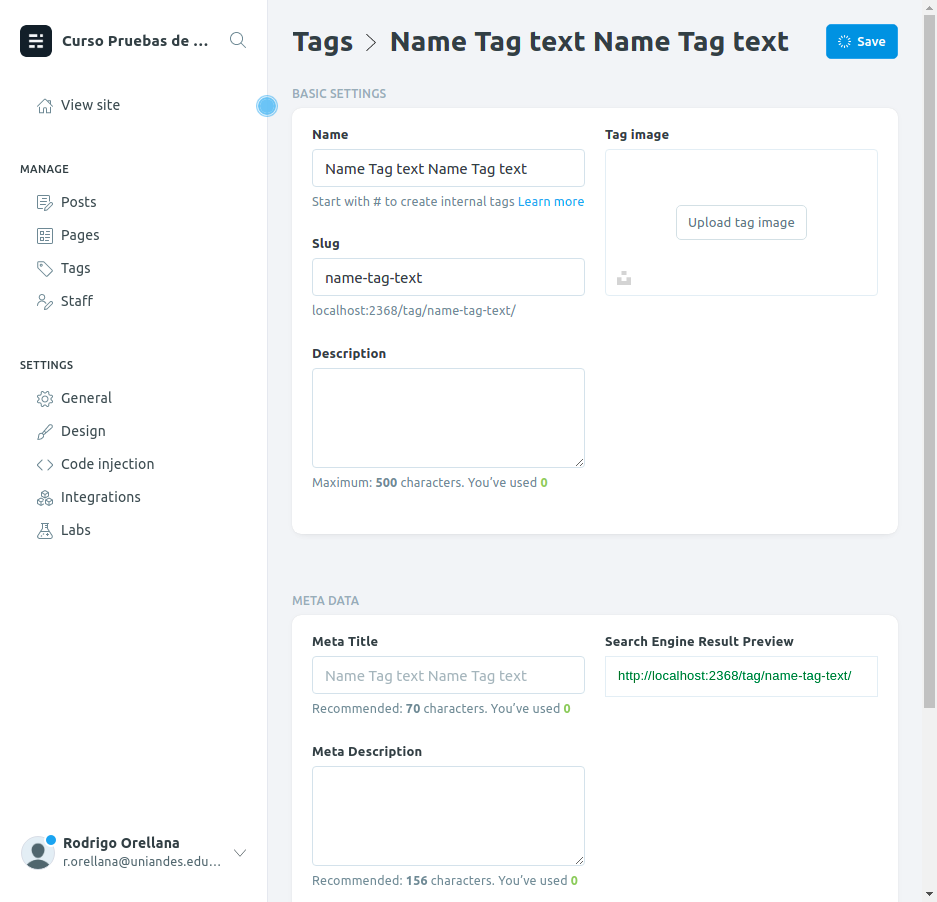 Curso Pruebas de ...
View site
MANAGE
Posts
Pages
Tags
Staff
SETTINGS
General
Design
Code injection
Integrations
Labs
Rodrigo Orellana
r.orellana@uniandes.edu...
Tags > Name Tag text Name Tag text
Save
BASIC SETTINGS
Name
Name Tag text Name Tag text
Start with # to create internal tags Learn more
Slug
name-tag-text
localhost:2368/tag/name-tag-text/
Description
Maximum: 500 characters. You've used 0
Tag image
Upload tag image
META DATA
Meta Title
Name Tag text Name Tag text
Recommended: 70 characters. You've used 0
Meta Description
Recommended: 156 characters. You've used 0
Search Engine Result Preview
http://localhost:2368/tag/name-tag-text/